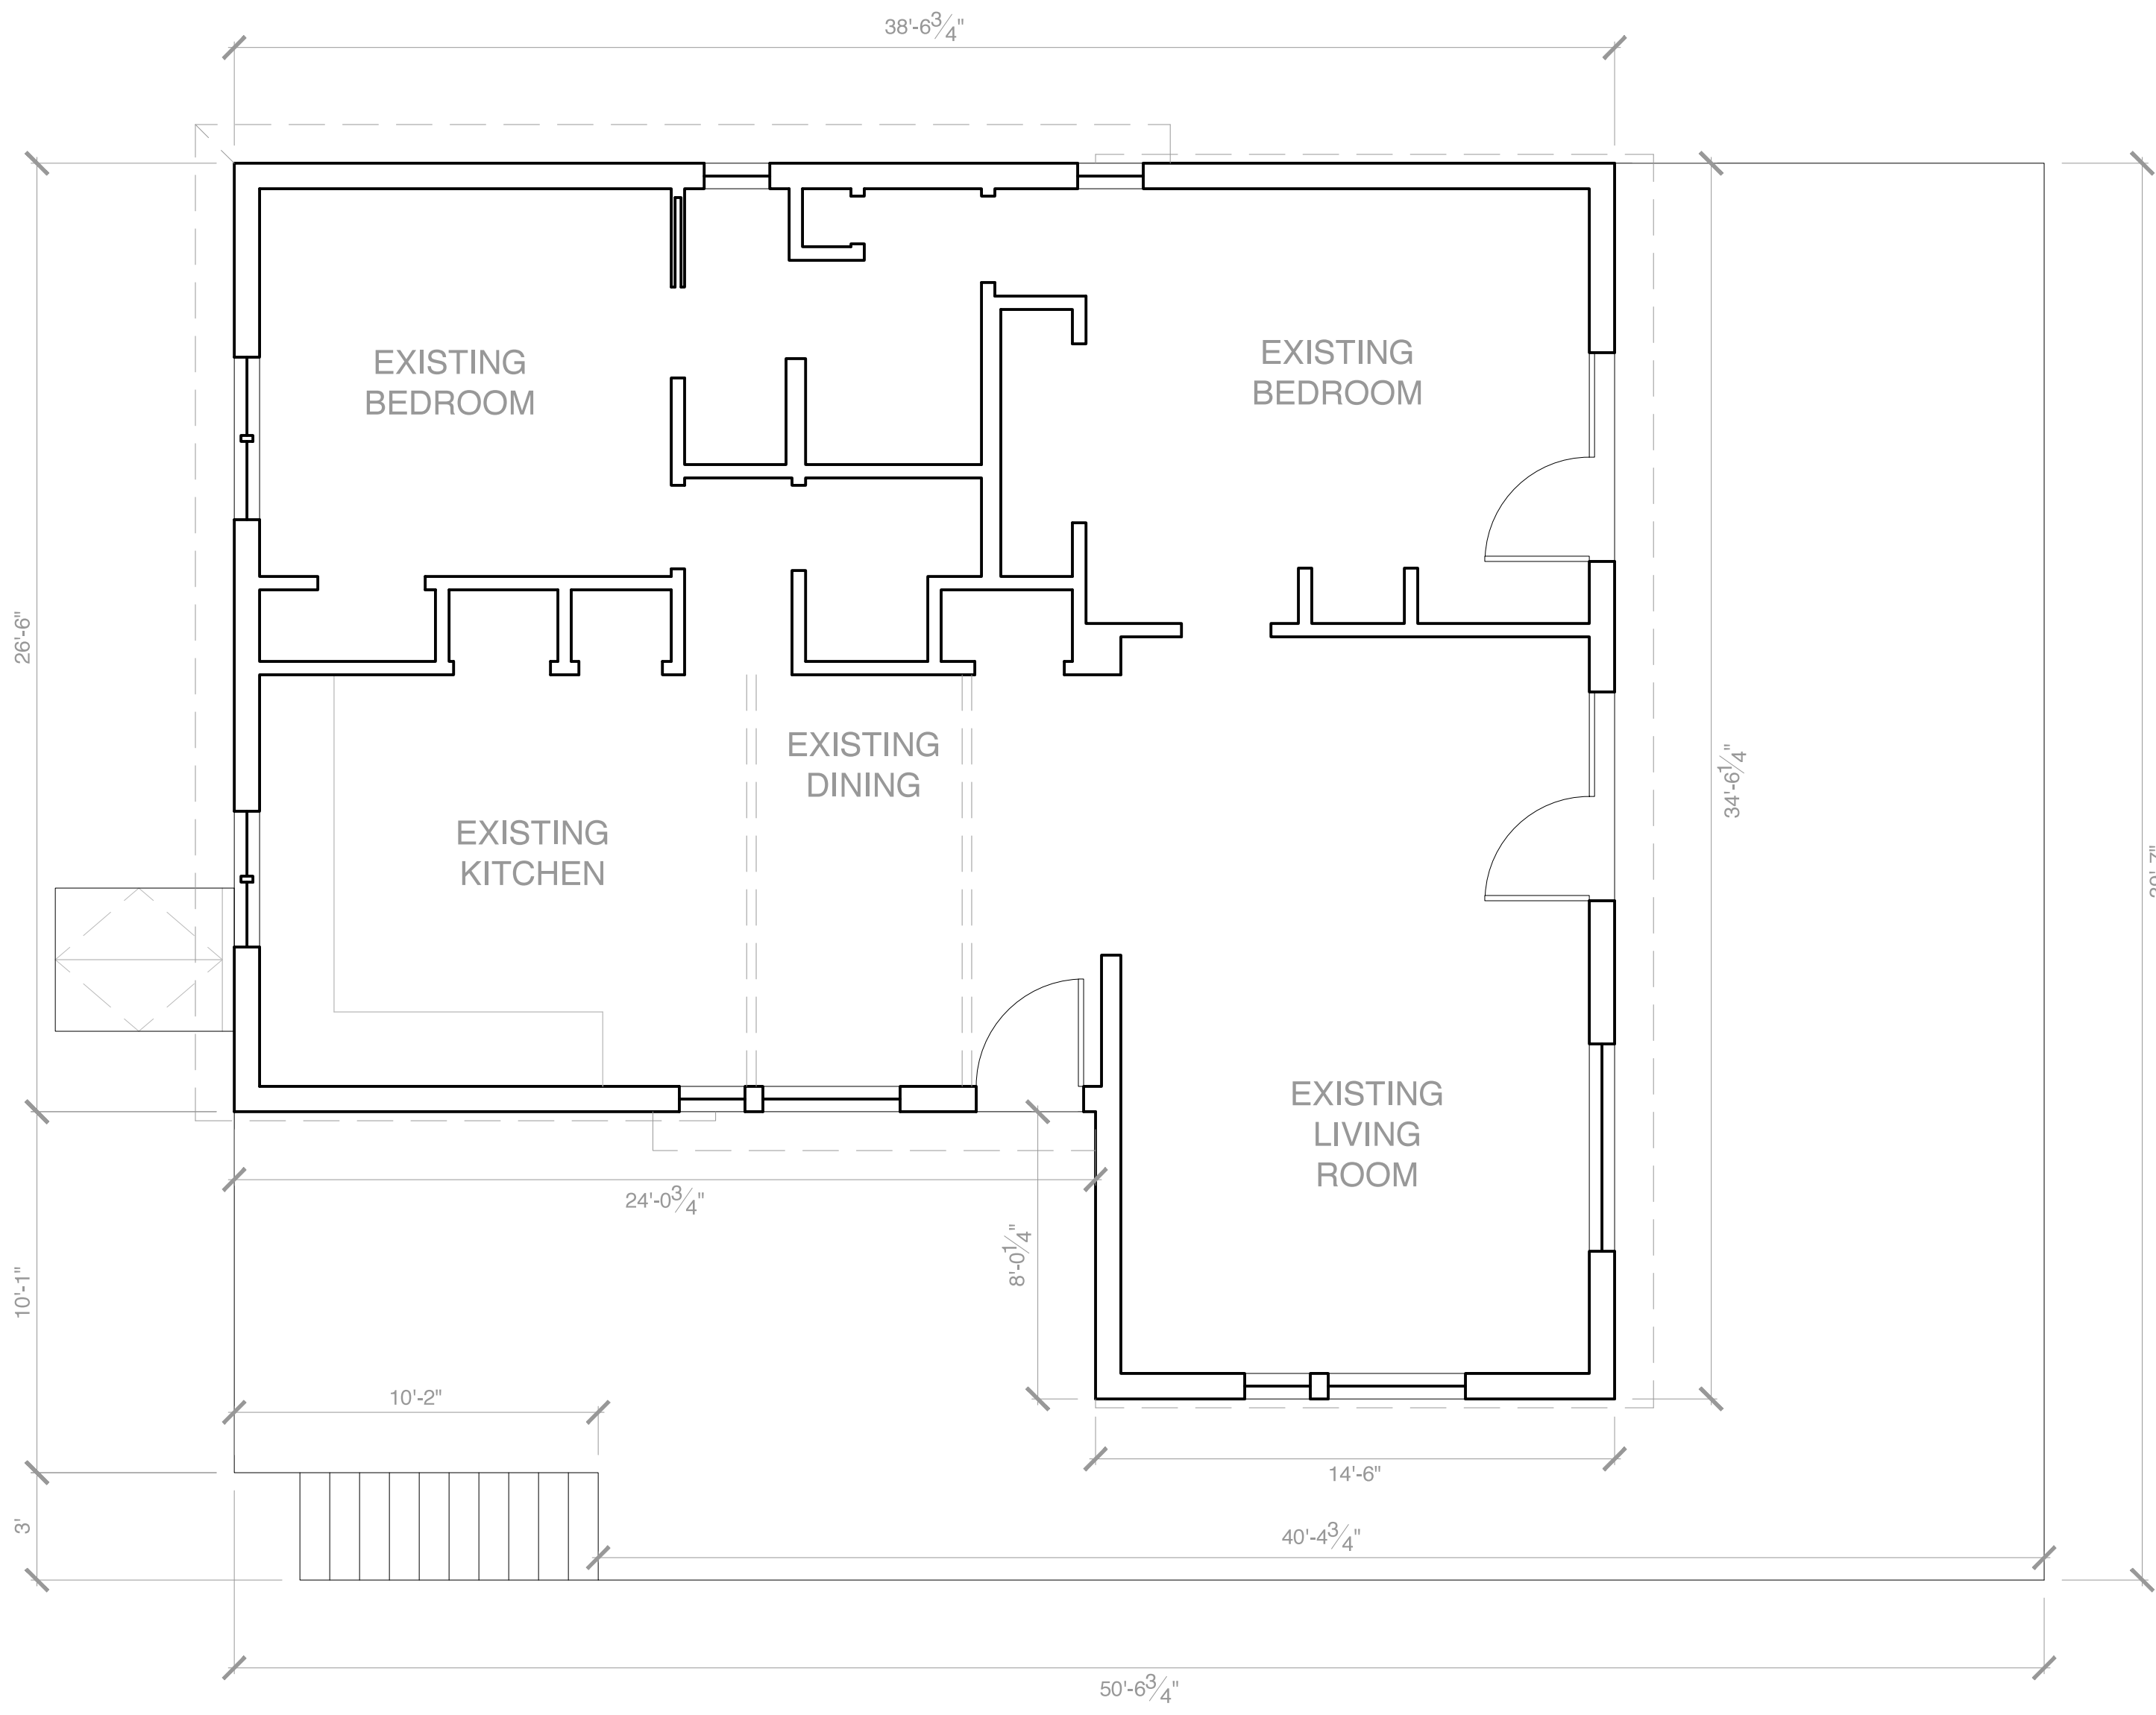 38'-6 3/4"
EXISTING
BEDROOM
EXISTING
BEDROOM
26'-6"
EXISTING
DINING
34'-6 1/4"
EXISTING
KITCHEN
EXISTING
LIVING
ROOM
24'-0 3/4"
8'-0 1/4"
10'-1"
10'-2"
14'-6"
3'
40'-4 3/4"
50'-6 3/4"